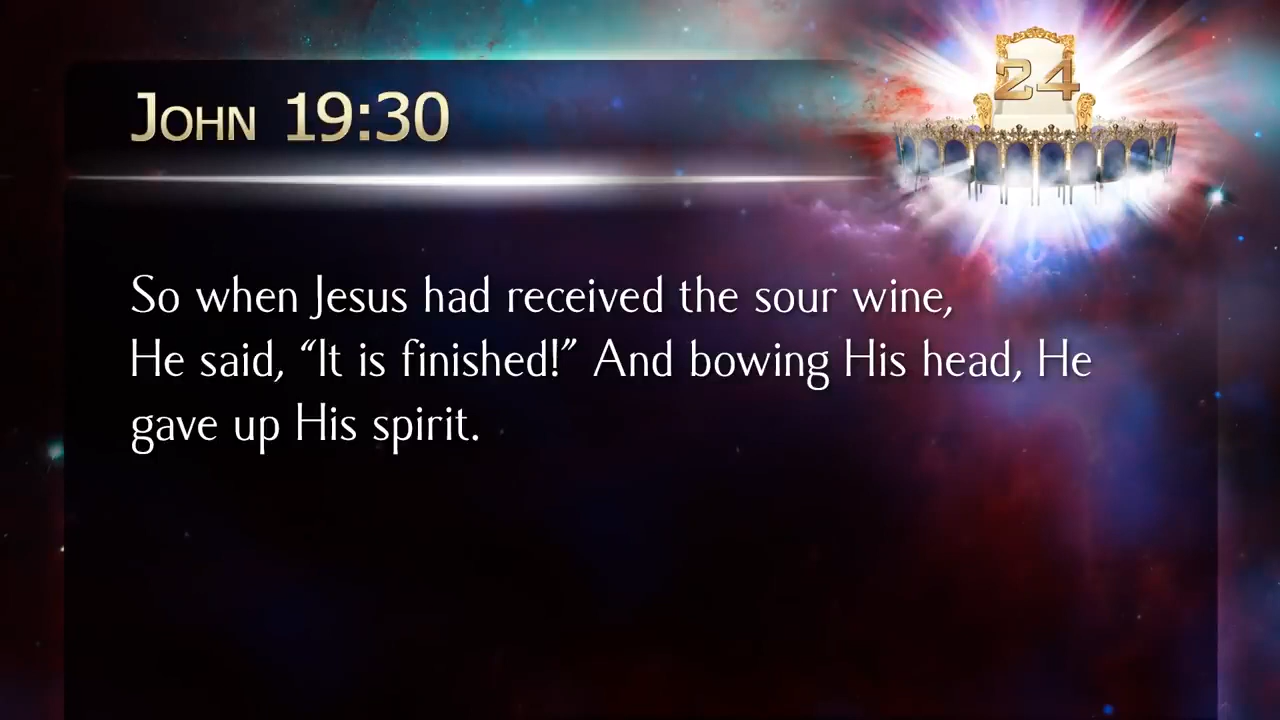 John 19:30
24
So when Jesus had received the sour wine,
He said, “It is finished!” And bowing His head, He
gave up His spirit.